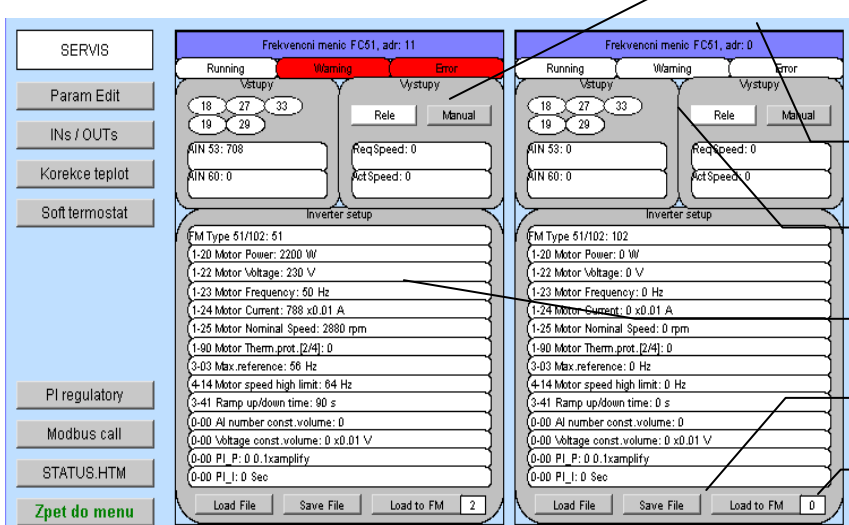 SERVIS
Param Edit
INs / OUTs
Korekce teplot
Soft termostat
PI regulatory
Modbus call
STATUS.HTM
Zpet do menu
Frekvencni menic FC51, adr: 11
Running Warning Error
Vstupy
18 27 33
19 29
AIN 53: 708
AIN 60: 0
Vystupy
Rele Manual
ReqSpeed: 0
ActSpeed: 0
Inverter setup
FM Type 51/102: 51
1-20 Motor Power: 2200 W
1-22 Motor Voltage: 230 V
1-23 Motor Frequency: 50 Hz
1-24 Motor Current: 788 x0.01 A
1-25 Motor Nominal Speed: 2880 rpm
1-90 Motor Therm.prot.[2/4]: 0
3-03 Max.reference: 56 Hz
4-14 Motor speed high limit: 64 Hz
3-41 Ramp up/down time: 90 s
0-00 AI number const.volume: 0
0-00 Voltage const.volume: 0 x0.01 V
0-00 PI_P: 0 0.1xamplify
0-00 PI_I: 0 Sec
Load File Save File Load to FM 2
Frekvencni menic FC51, adr: 0
Running Warning Error
Vstupy
18 27 33
19 29
AIN 53: 0
AIN 60: 0
Vystupy
Rele Manual
ReqSpeed: 0
ActSpeed: 0
Inverter setup
FM Type 51/102: 102
1-20 Motor Power: 0 W
1-22 Motor Voltage: 0 V
1-23 Motor Frequency: 0 Hz
1-24 Motor Current: 0 x0.01 A
1-25 Motor Nominal Speed: 0 rpm
1-90 Motor Therm.prot.[2/4]: 0
3-03 Max.reference: 0 Hz
4-14 Motor speed high limit: 0 Hz
3-41 Ramp up/down time: 0 s
0-00 AI number const.volume: 0
0-00 Voltage const.volume: 0 x0.01 V
0-00 PI_P: 0 0.1xamplify
0-00 PI_I: 0 Sec
Load File Save File Load to FM 0